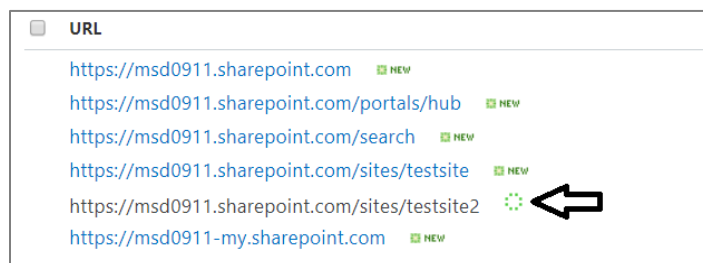 URL
https://msd0911.sharepoint.com NEW
https://msd0911.sharepoint.com/portals/hub NEW
https://msd0911.sharepoint.com/search NEW
https://msd0911.sharepoint.com/sites/testsite NEW
https://msd0911.sharepoint.com/sites/testsite2
https://msd0911-my.sharepoint.com NEW